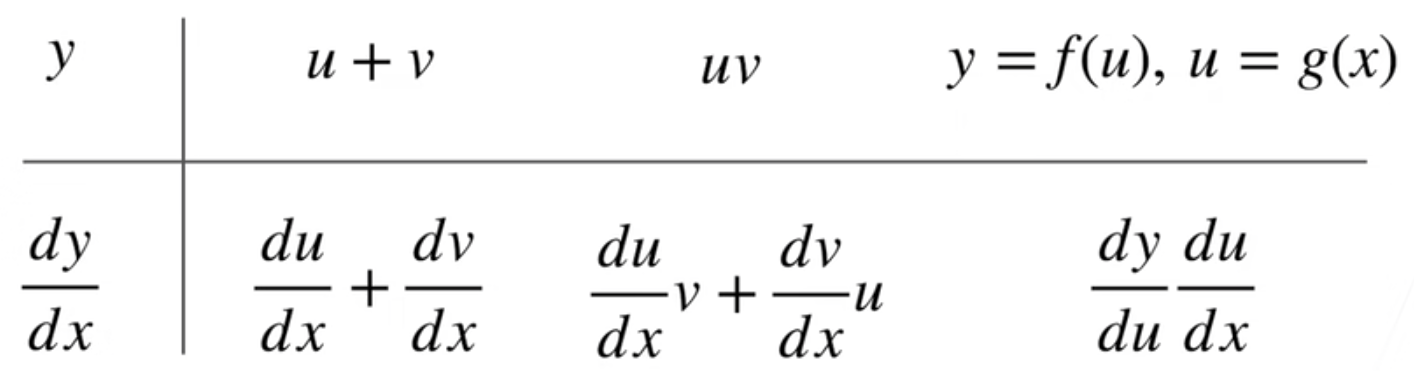 y u + v uv y = f(u), u = g(x)
dy/dx du/dx + dv/dx du/dx v + dv/dx u dy/du du/dx